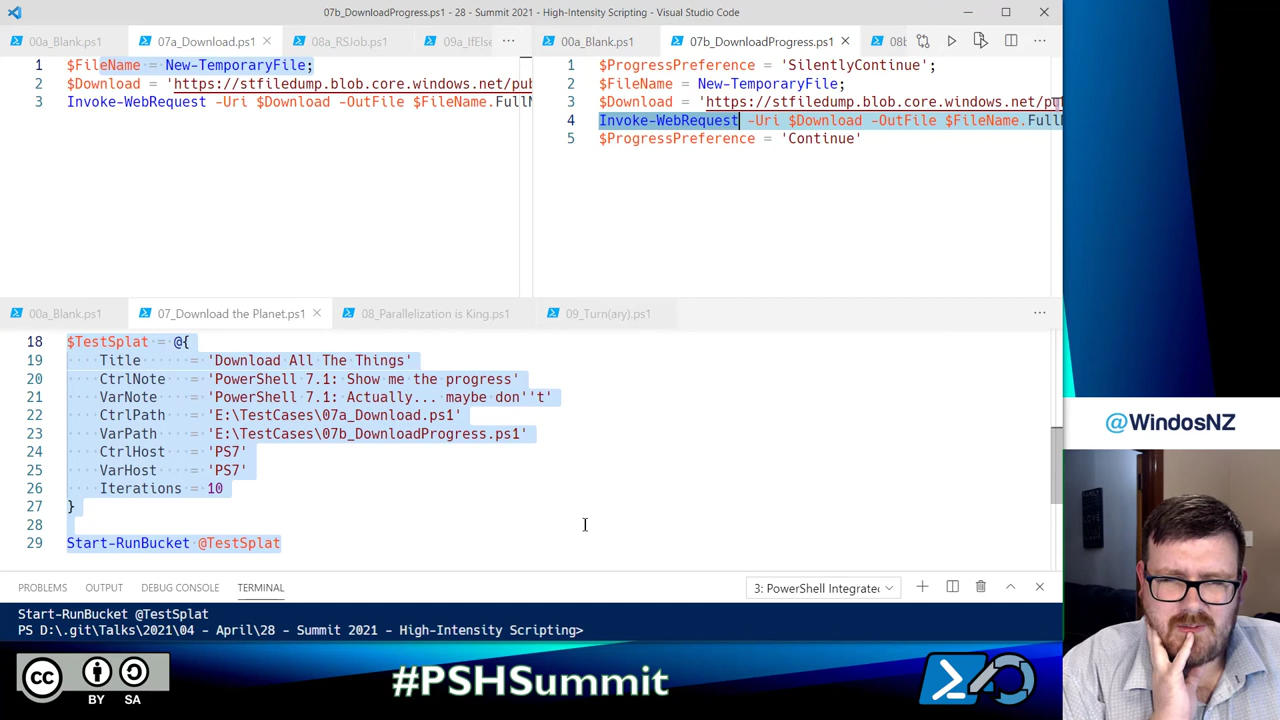 07b_DownloadProgress.ps1 - 28 - Summit 2021 - High-Intensity Scripting - Visual Studio Code
00a_Blank.ps1
07a_Download.ps1
08a_RSJob.ps1
09a_IfElse
00a_Blank.ps1
07b_DownloadProgress.ps1
08b
1 $FileName = New-TemporaryFile;
2 $Download = 'https://stfiledump.blob.core.windows.net/pub
3 Invoke-WebRequest -Uri $Download -OutFile $FileName.Full
1 $ProgressPreference = 'SilentlyContinue';
2 $FileName = New-TemporaryFile;
3 $Download = 'https://stfiledump.blob.core.windows.net/pu
4 Invoke-WebRequest -Uri $Download -OutFile $FileName.Full
5 $ProgressPreference = 'Continue'
00a_Blank.ps1
07_Download the Planet.ps1
08_Parallelization is King.ps1
09_Turn(ary).ps1
18 $TestSplat = @{
19 Title = 'Download All The Things'
20 CtrlNote = 'PowerShell 7.1: Show me the progress'
21 VarNote = 'PowerShell 7.1: Actually... maybe don''t'
22 CtrlPath = 'E:\TestCases\07a_Download.ps1'
23 VarPath = 'E:\TestCases\07b_DownloadProgress.ps1'
24 CtrlHost = 'PS7'
25 VarHost = 'PS7'
26 Iterations = 10
27 }
28
29 Start-RunBucket @TestSplat
PROBLEMS OUTPUT DEBUG CONSOLE TERMINAL
3: PowerShell Integrated
Start-RunBucket @TestSplat
PS D:\.git\Talks\2021\04 - April\28 - Summit 2021 - High-Intensity Scripting>
@WindosNZ
cc
BY SA
#PSHSummit